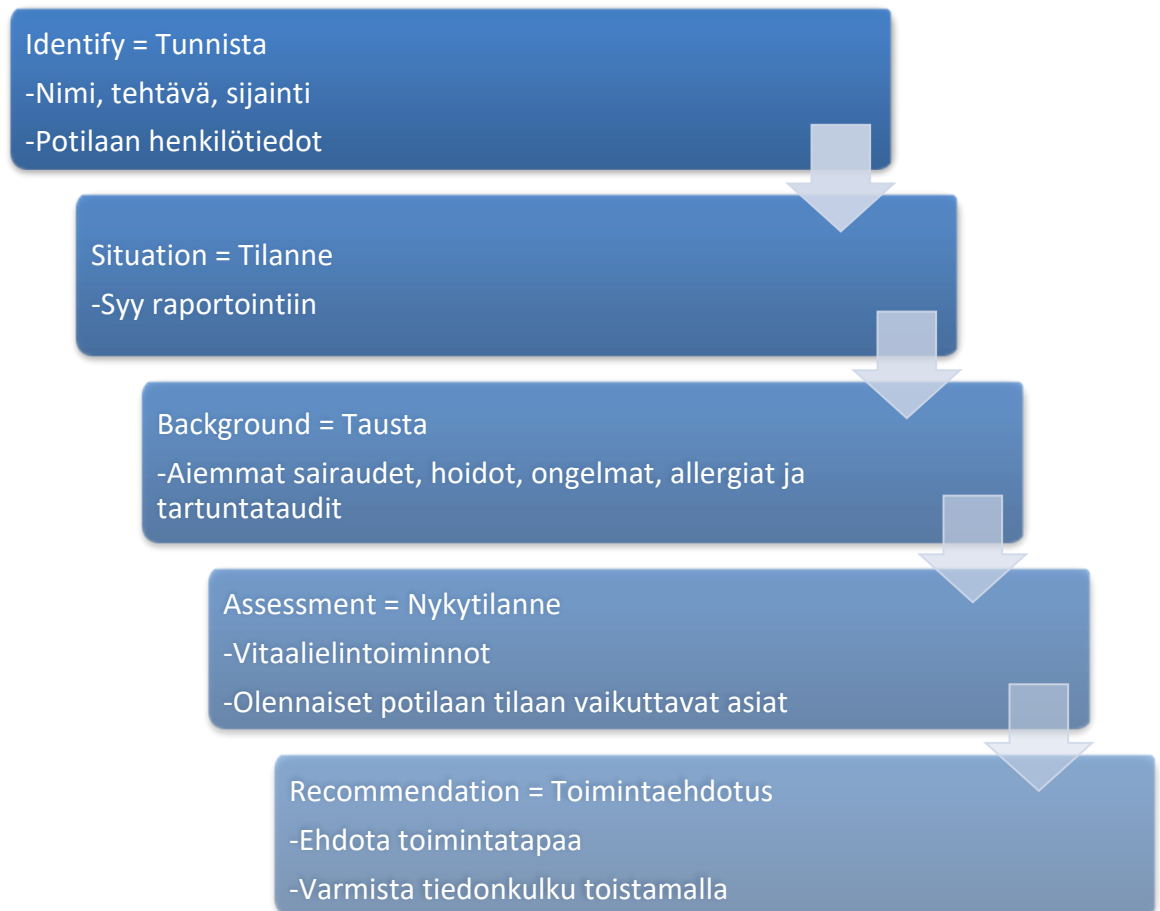 Identify = Tunnista
-Nimi, tehtävä, sijainti
-Potilaan henkilötiedot
Situation = Tilanne
-Syy raportointiin
Background = Tausta
-Aiemmat sairaudet, hoidot, ongelmat, allergiat ja
tartuntataudit
Assessment = Nykytilanne
-Vitaalielintoiminnot
-Olennaiset potilaan tilaan vaikuttavat asiat
Recommendation = Toimintaehdotus
-Ehdota toimintatapaa
-Varmista tiedonkulku toistamalla